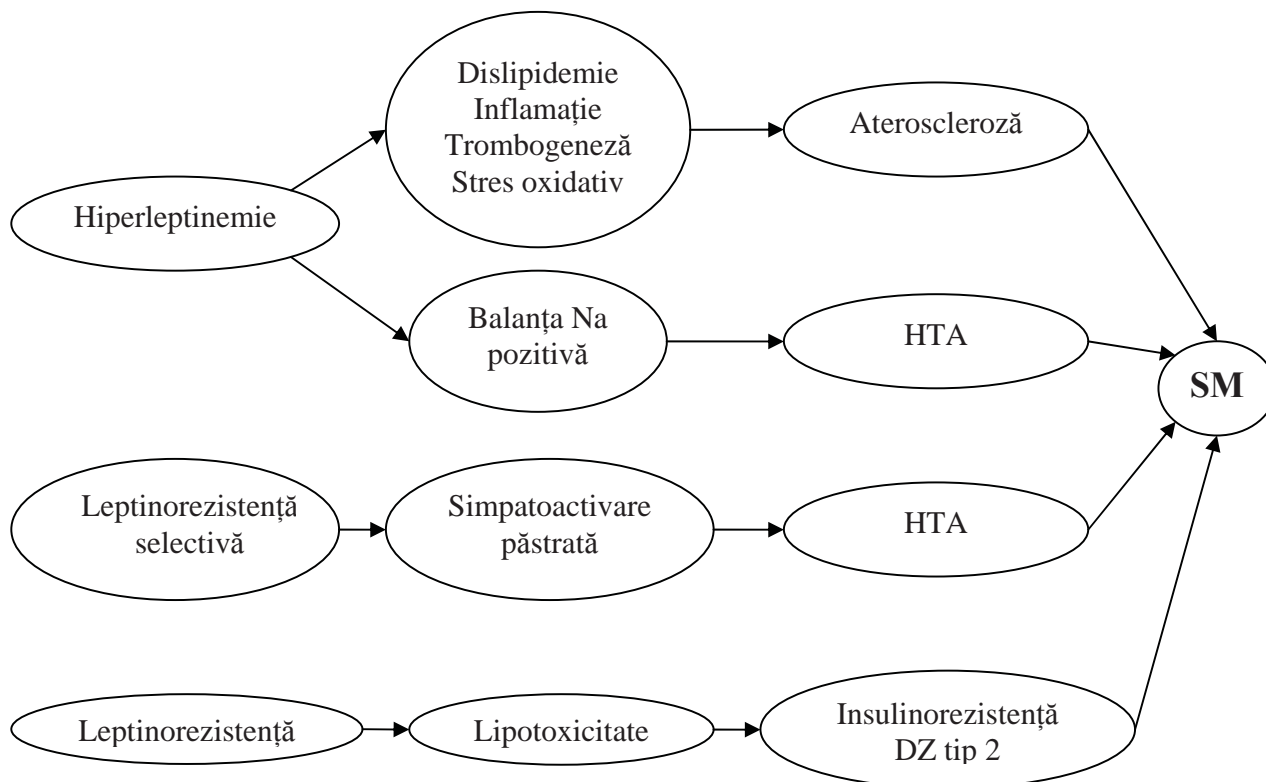 Dislipidemie
Inflamație
Trombogeneză
Stres oxidativ
Ateroscleroză
Hiperleptinemie
Balanța Na
pozitivă
HTA
SM
Leptinorezistență
selectivă
Simpatoactivare
păstrată
HTA
Leptinorezistență
Lipotoxicitate
Insulinorezistență
DZ tip 2